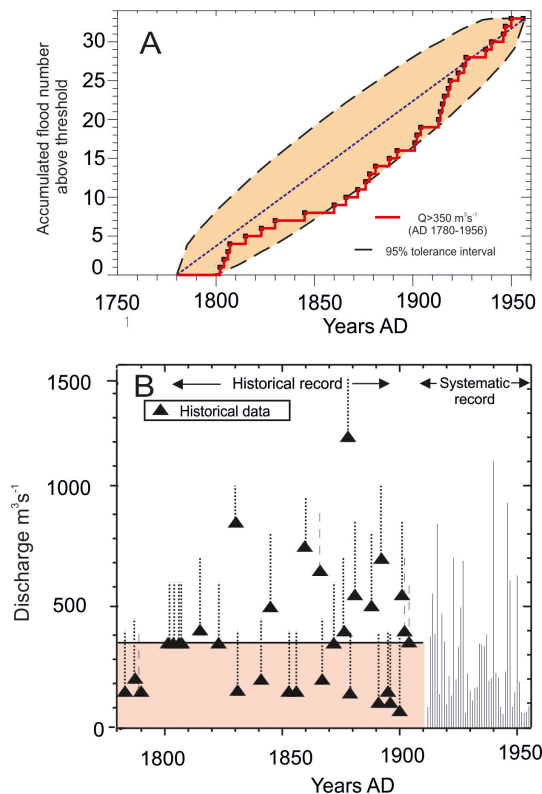 A
Accumulated flood number
above threshold
30
25
20
15
10
5
0
Q>350 m³s⁻¹
(AD 1780-1956)
95% tolerance interval
1750
1800
1850
1900
1950
Years AD
1
B
Historical record
Systematic
record
Historical data
Discharge m³s⁻¹
1500
1000
500
0
1800
1850
1900
1950
Years AD